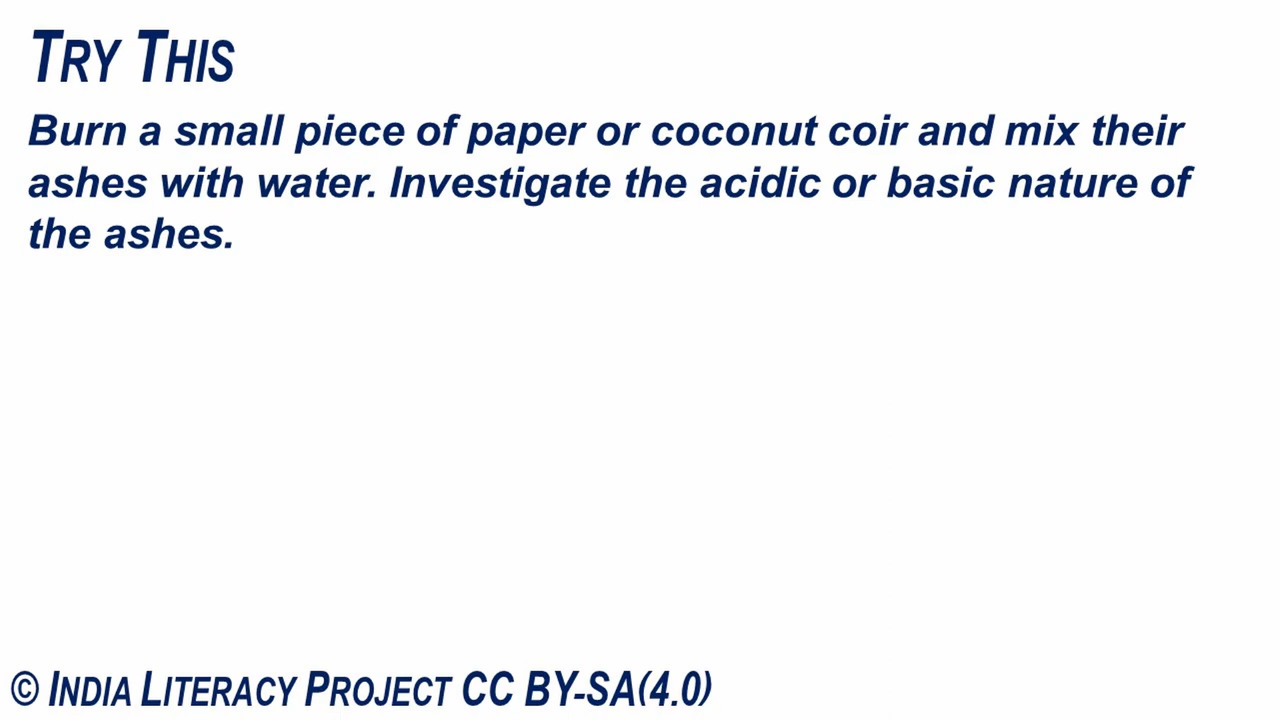 TRY THIS
Burn a small piece of paper or coconut coir and mix their
ashes with water. Investigate the acidic or basic nature of
the ashes.
© INDIA LITERACY PROJECT CC BY-SA(4.0)